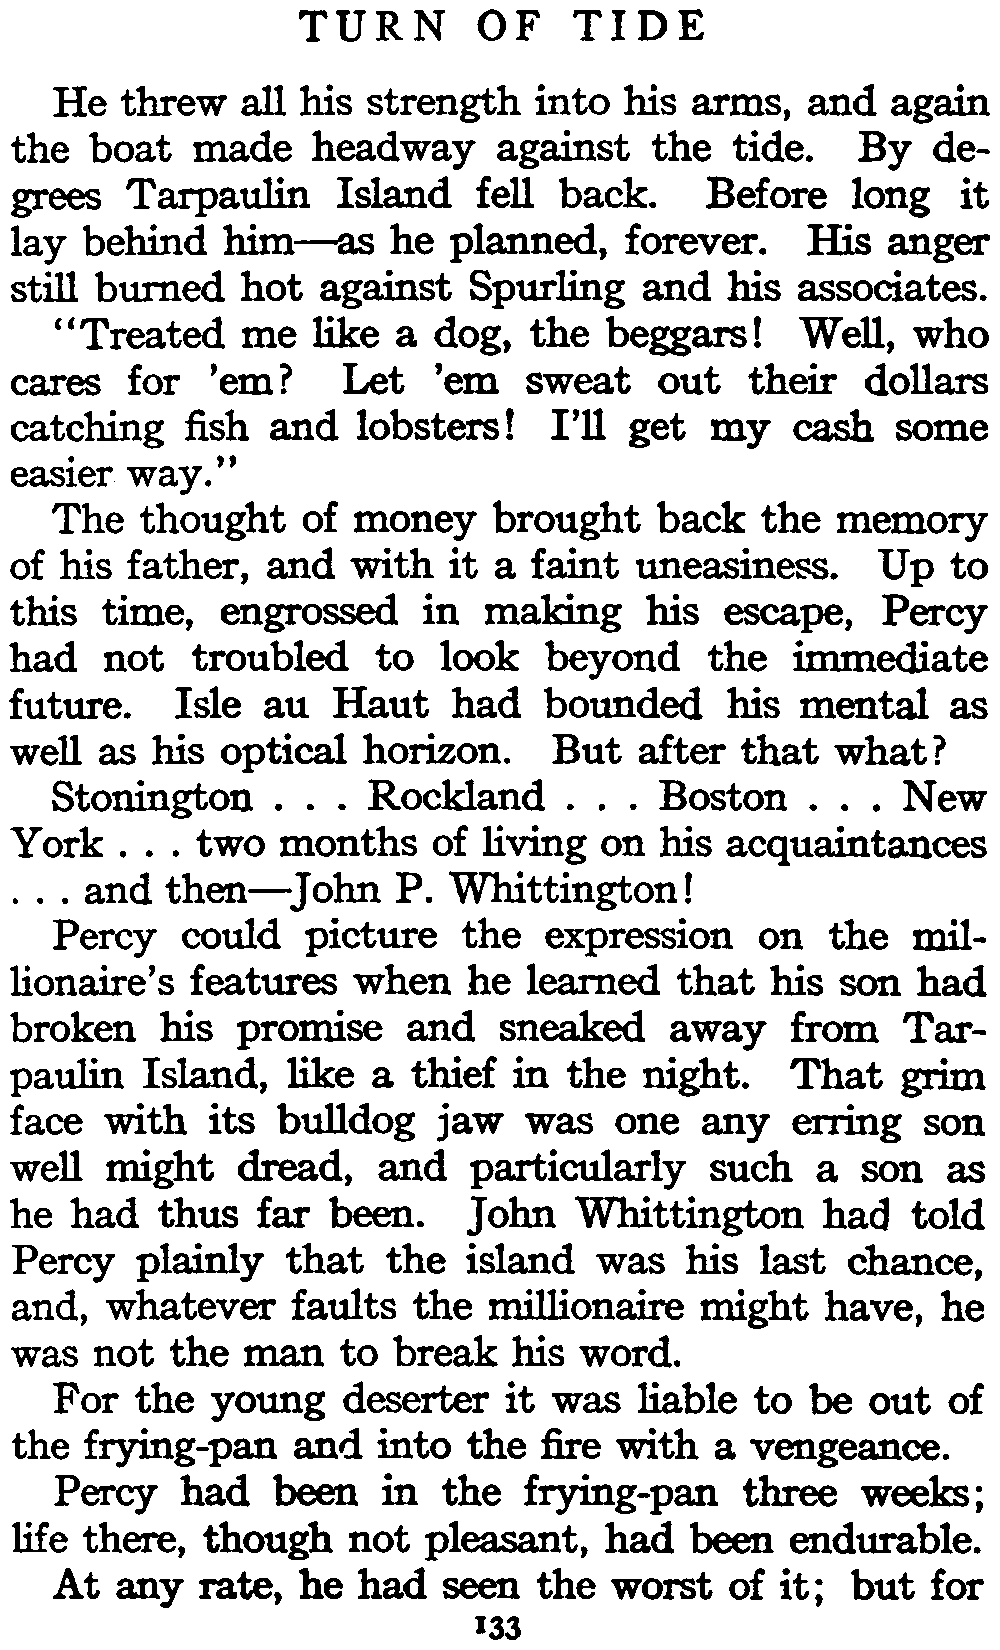 TURN OF TIDE
He threw all his strength into his arms, and again
the boat made headway against the tide. By de-
grees Tarpaulin Island fell back. Before long it
lay behind him—as he planned, forever. His anger
still burned hot against Spurling and his associates.
"Treated me like a dog, the beggars! Well, who
cares for 'em? Let 'em sweat out their dollars
catching fish and lobsters! I'll get my cash some
easier way."
The thought of money brought back the memory
of his father, and with it a faint uneasiness. Up to
this time, engrossed in making his escape, Percy
had not troubled to look beyond the immediate
future. Isle au Haut had bounded his mental as
well as his optical horizon. But after that what?
Stonington . . . Rockland . . . Boston . . . New
York . . . two months of living on his acquaintances
. . . and then—John P. Whittington!
Percy could picture the expression on the mil-
lionaire's features when he learned that his son had
broken his promise and sneaked away from Tar-
paulin Island, like a thief in the night. That grim
face with its bulldog jaw was one any erring son
well might dread, and particularly such a son as
he had thus far been. John Whittington had told
Percy plainly that the island was his last chance,
and, whatever faults the millionaire might have, he
was not the man to break his word.
For the young deserter it was liable to be out of
the frying-pan and into the fire with a vengeance.
Percy had been in the frying-pan three weeks;
life there, though not pleasant, had been endurable.
At any rate, he had seen the worst of it; but for
133